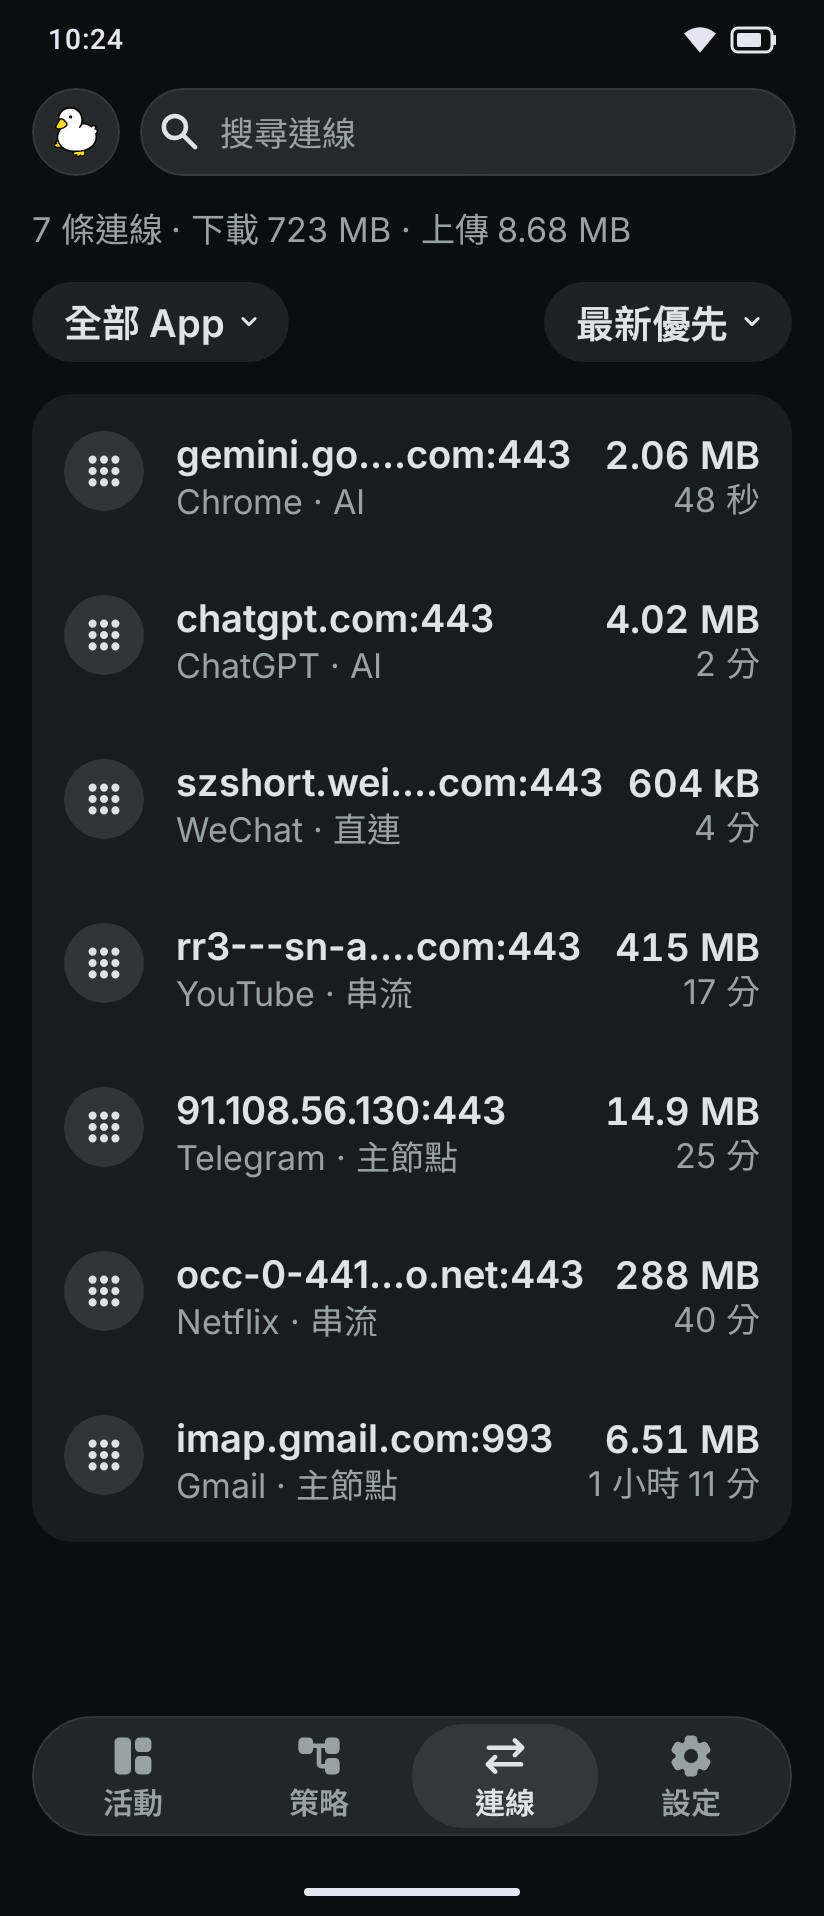 10:24
搜尋連線
7 條連線 · 下載 723 MB · 上傳 8.68 MB
全部 App
最新優先
gemini.go....com:443 2.06 MB
Chrome · AI 48 秒
chatgpt.com:443 4.02 MB
ChatGPT · AI 2 分
szshort.wei....com:443 604 kB
WeChat · 直連 4 分
rr3---sn-a....com:443 415 MB
YouTube · 串流 17 分
91.108.56.130:443 14.9 MB
Telegram · 主節點 25 分
occ-0-441...o.net:443 288 MB
Netflix · 串流 40 分
imap.gmail.com:993 6.51 MB
Gmail · 主節點 1 小時 11 分
活動 策略 連線 設定